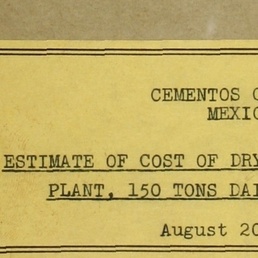 CEMENTOS
MEXIC
ESTIMATE OF COST OF DRY
PLANT, 150 TONS DAI
August 20